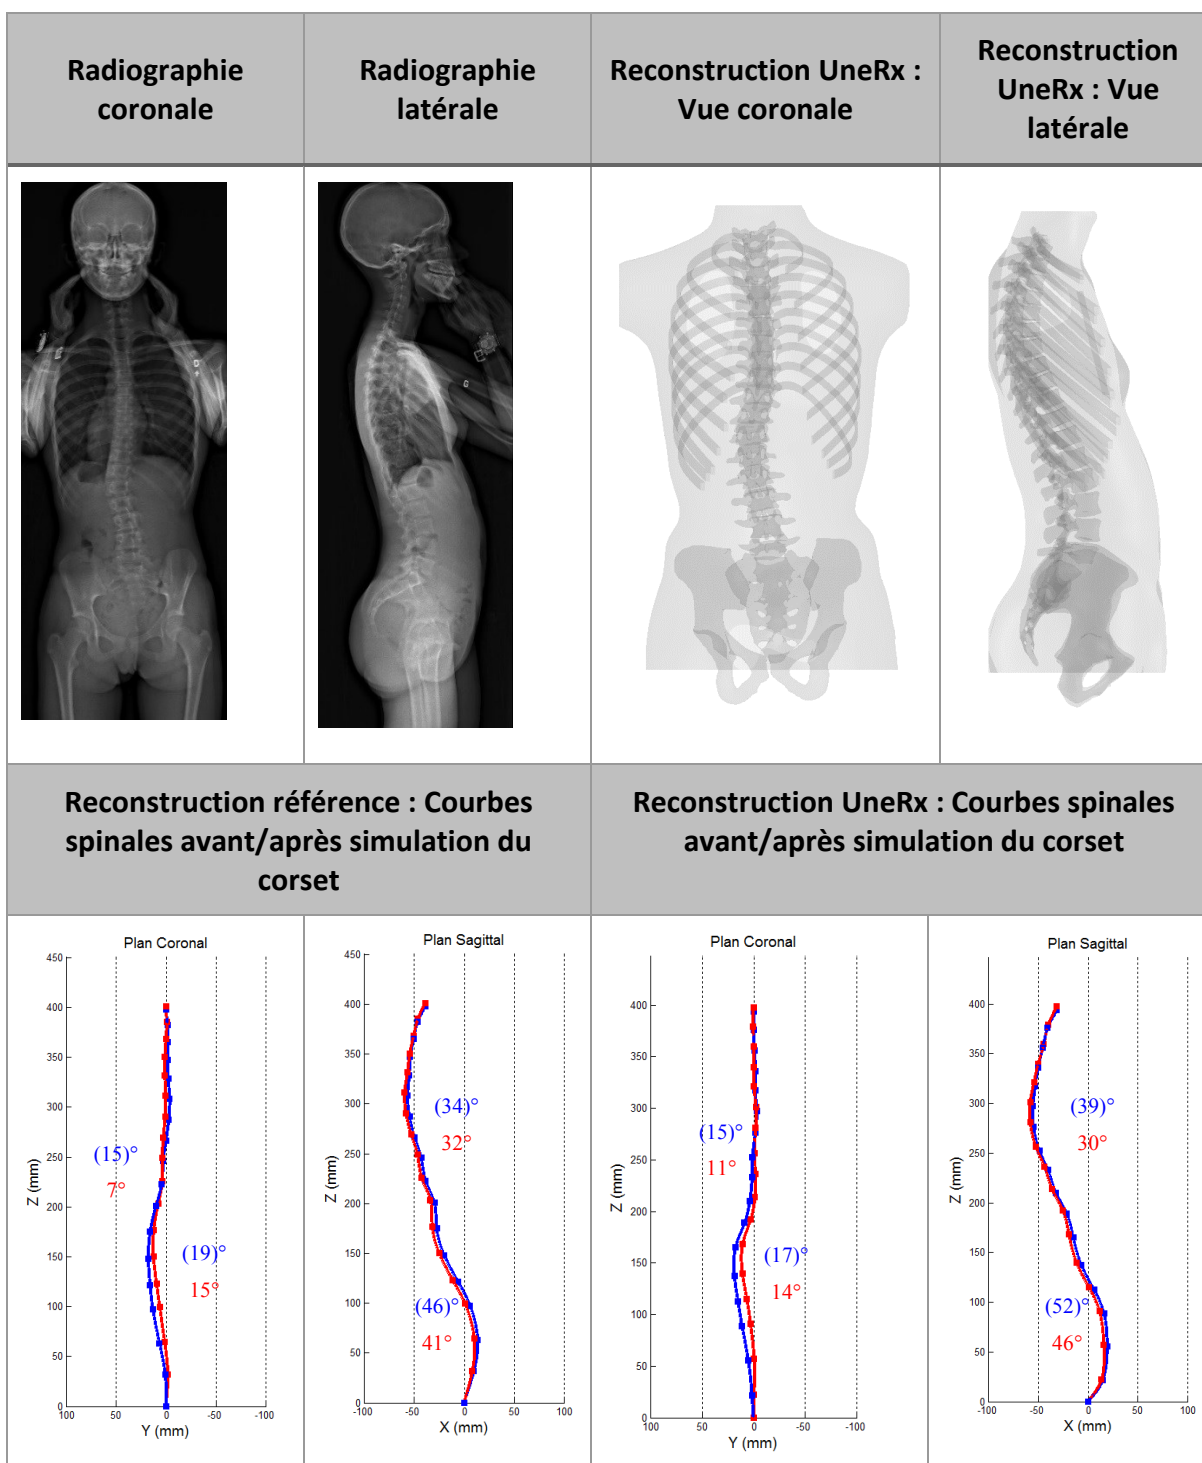 Radiographie
coronale
Radiographie
latérale
Reconstruction UneRx :
Vue coronale
Reconstruction
UneRx : Vue
latérale
Reconstruction référence : Courbes
spinales avant/après simulation du
corset
Reconstruction UneRx : Courbes spinales
avant/après simulation du corset
Plan Coronal
450
400
350
300
250
200
150
100
50
0
Z (mm)
(15)°
7°
(19)°
15°
100 50 0 -50 -100
Y (mm)
Plan Sagittal
450
400
350
300
250
200
150
100
50
0
Z (mm)
(34)°
32°
(46)°
41°
-100 -50 0 50 100
X (mm)
Plan Coronal
400
350
300
250
200
150
100
50
0
Z (mm)
(15)°
11°
(17)°
14°
100 50 0 -50 -100
Y (mm)
Plan Sagittal
400
350
300
250
200
150
100
50
0
Z (mm)
(39)°
30°
(52)°
46°
-100 -50 0 50 100
X (mm)